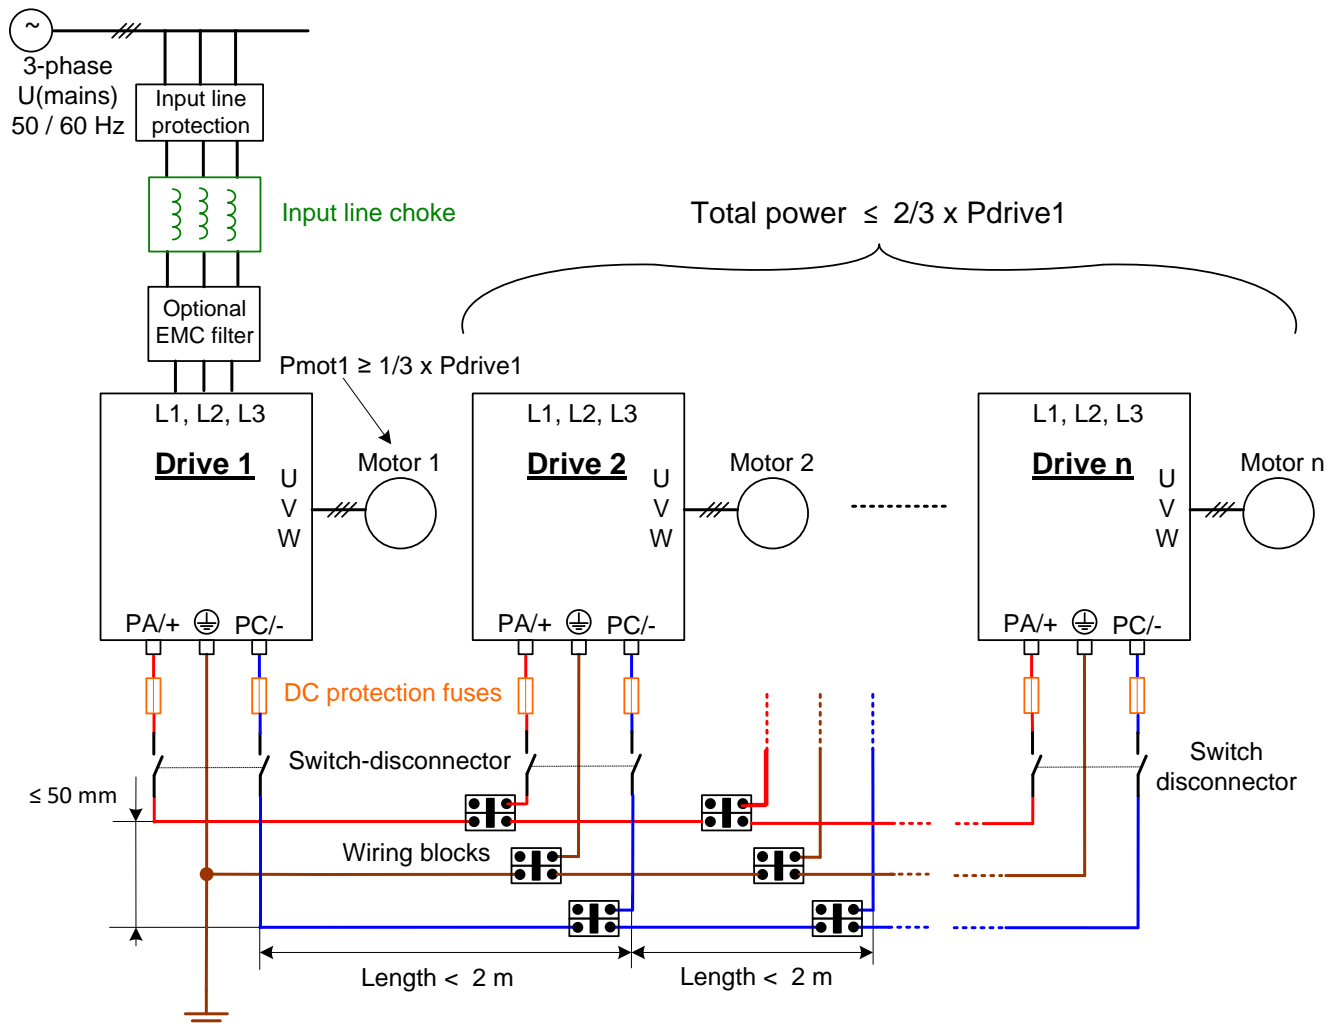 ~
3-phase
U(mains)
50 / 60 Hz
Input line
protection
Input line choke
Total power ≤ 2/3 x Pdrive1
Optional
EMC filter
Pmot1 ≥ 1/3 x Pdrive1
L1, L2, L3
Drive 1
U
V
W
Motor 1
PA/+
PC/-
L1, L2, L3
Drive 2
U
V
W
Motor 2
PA/+
PC/-
L1, L2, L3
Drive n
U
V
W
Motor n
PA/+
PC/-
DC protection fuses
Switch-disconnector
Switch
disconnector
≤ 50 mm
Wiring blocks
Length < 2 m
Length < 2 m